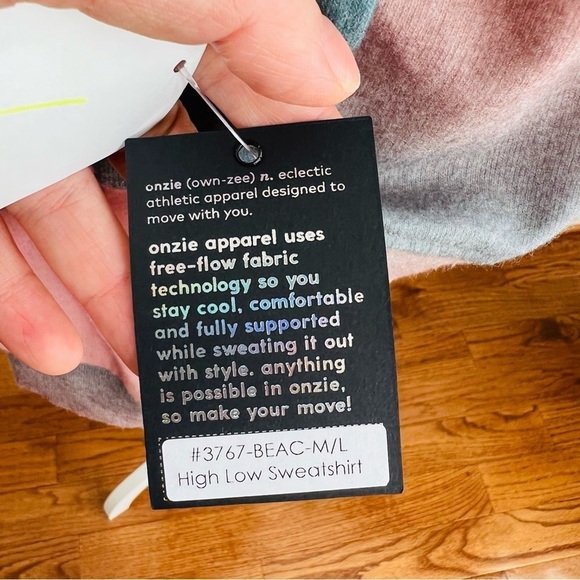 onzie (own-zee) n. eclectic
athletic apparel designed to
move with you.
onzie apparel uses
free-flow fabric
technology so you
stay cool, comfortable
and fully supported
while sweating it out
with style. anything
is possible in onzie,
so make your move!
#3767-BEAC-M/L
High Low Sweatshirt